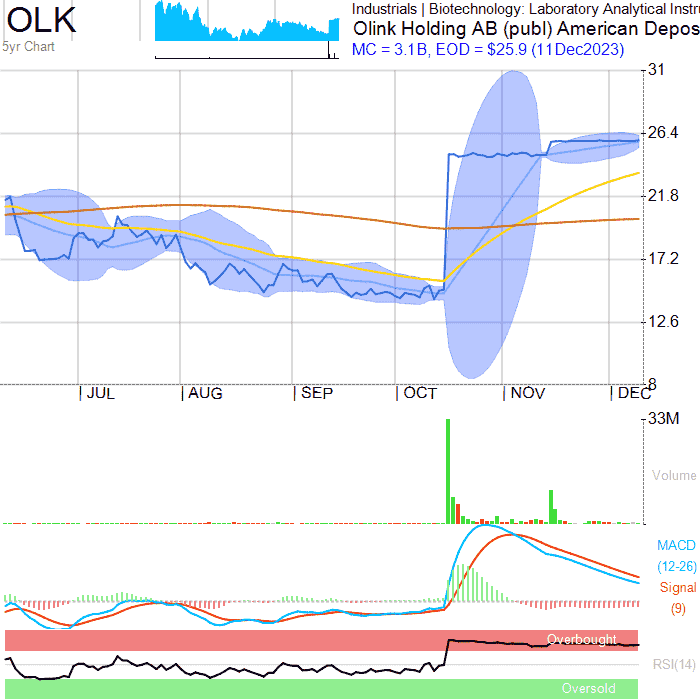 OLK
5yr Chart
Industrials | Biotechnology: Laboratory Analytical Instru
Olink Holding AB (publ) American Depos
MC = 3.1B, EOD = $25.9 (11Dec2023)
31
26.4
21.8
17.2
12.6
8
| JUL | AUG | SEP | OCT | NOV | DEC
33M
Volume
MACD
(12-26)
Signal
(9)
Overbought
RSI(14)
Oversold